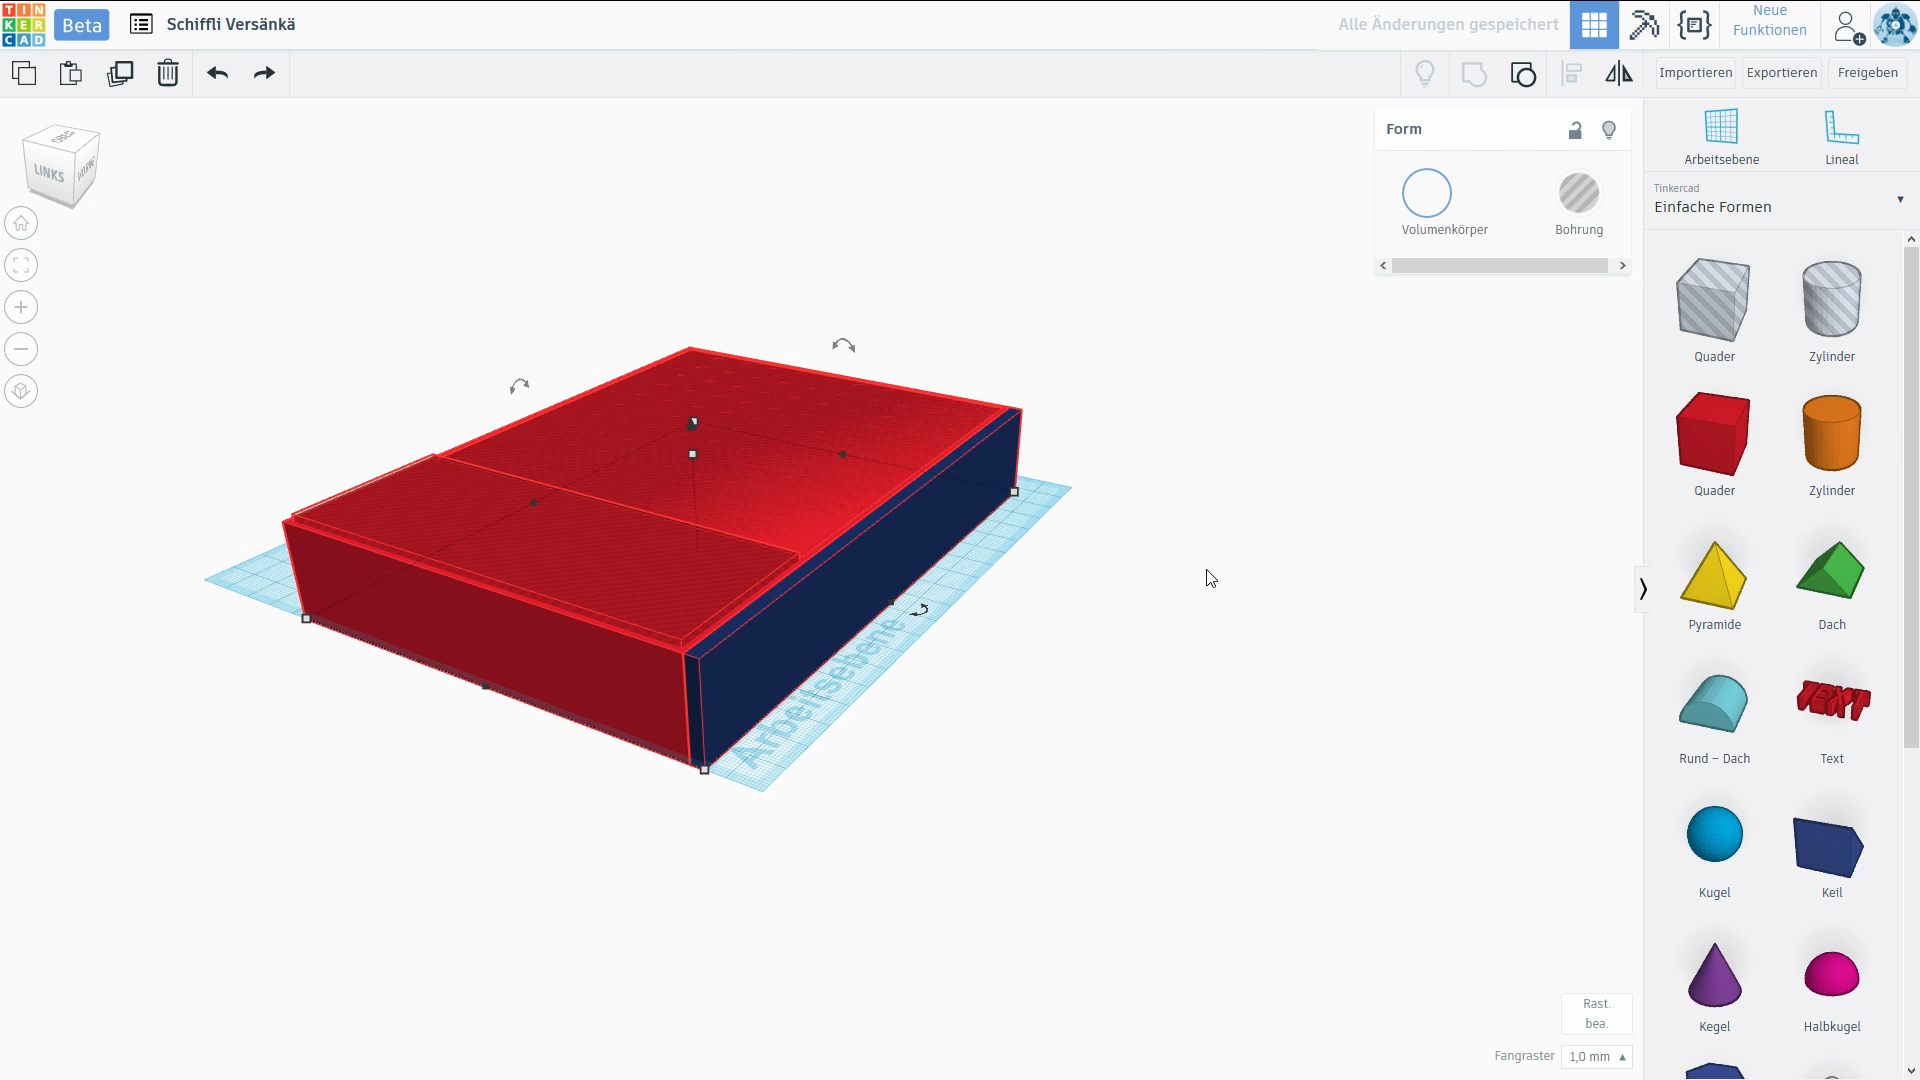 TIN
KER
CAD
Beta
Schiffli Versänkä
Alle Änderungen gespeichert
Neue
Funktionen
Importieren
Exportieren
Freigeben
OBEN
LINKS
Form
Volumenkörper
Bohrung
Arbeitsebene
Lineal
Tinkercad
Einfache Formen
Quader
Zylinder
Quader
Zylinder
Pyramide
Dach
Rund – Dach
TEXT
Text
Kugel
Keil
Kegel
Halbkugel
Arbeitsebene
Rast.
bea.
Fangraster
1,0 mm